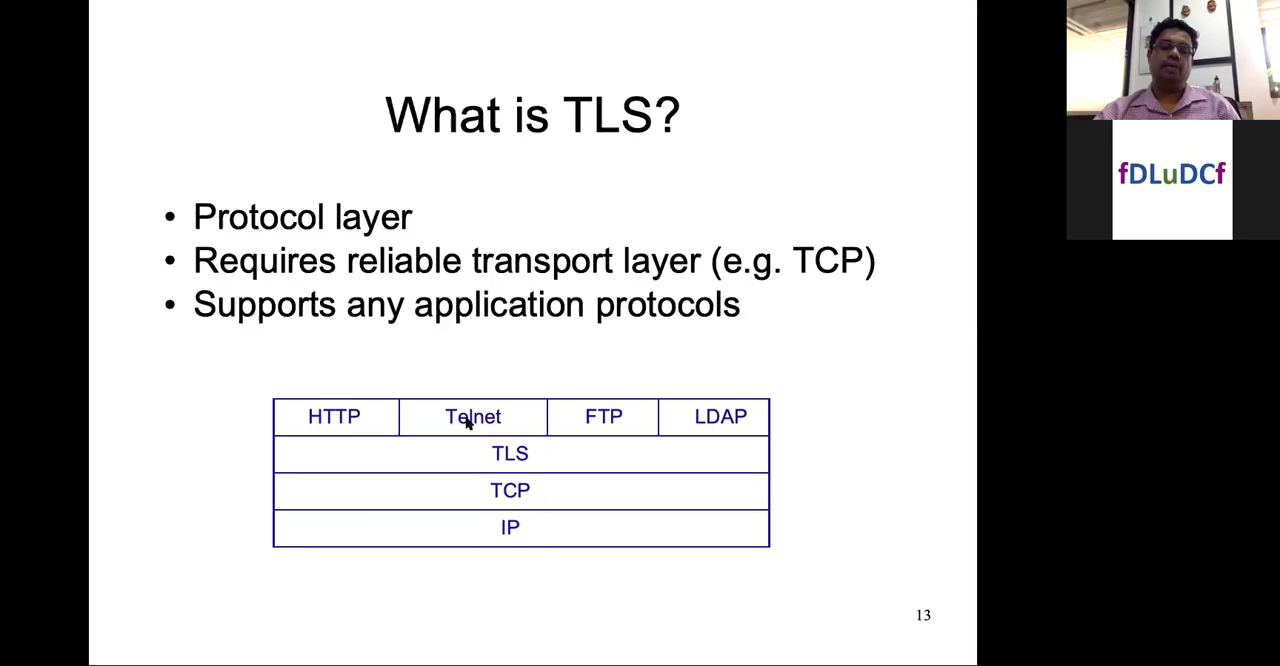 What is TLS?
• Protocol layer
• Requires reliable transport layer (e.g. TCP)
• Supports any application protocols
HTTP Telnet FTP LDAP
TLS
TCP
IP
13
fDLuDCf